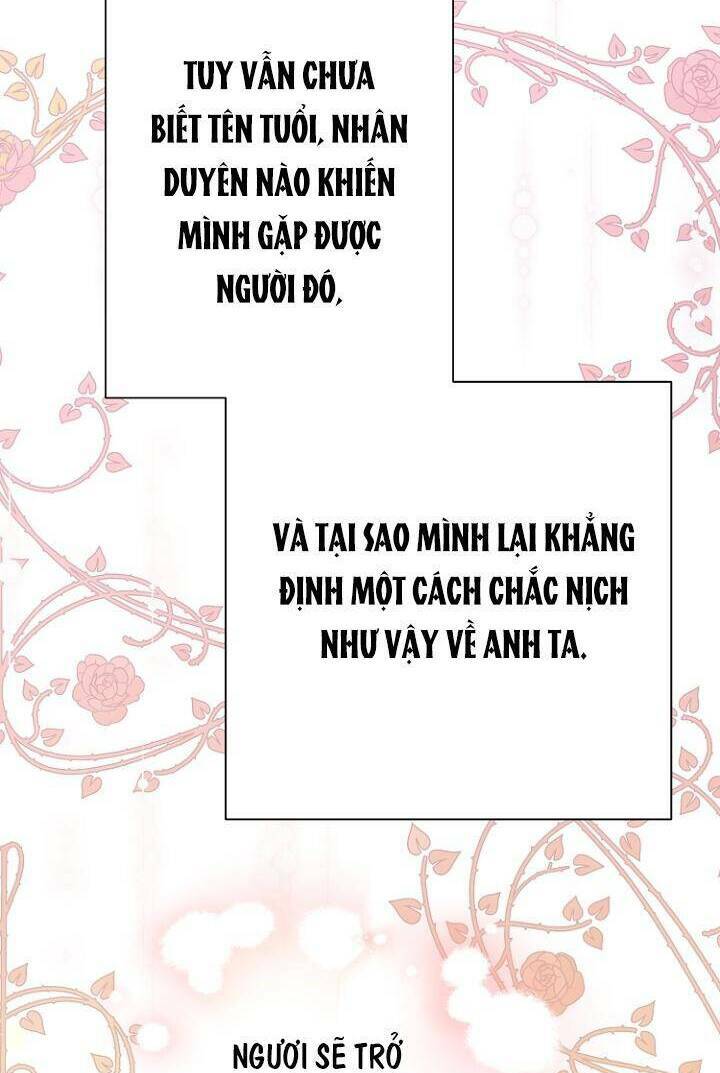 TUY VẪN CHƯA
BIẾT TÊN TUỔI, NHÂN
DUYÊN NÀO KHIẾN
MÌNH GẶP ĐƯỢC
NGƯỜI ĐÓ,
VÀ TẠI SAO MÌNH LẠI KHẲNG
ĐỊNH MỘT CÁCH CHẮC NỊCH
NHƯ VẬY VỀ ANH TA.
NGƯƠI SẼ TRỞ